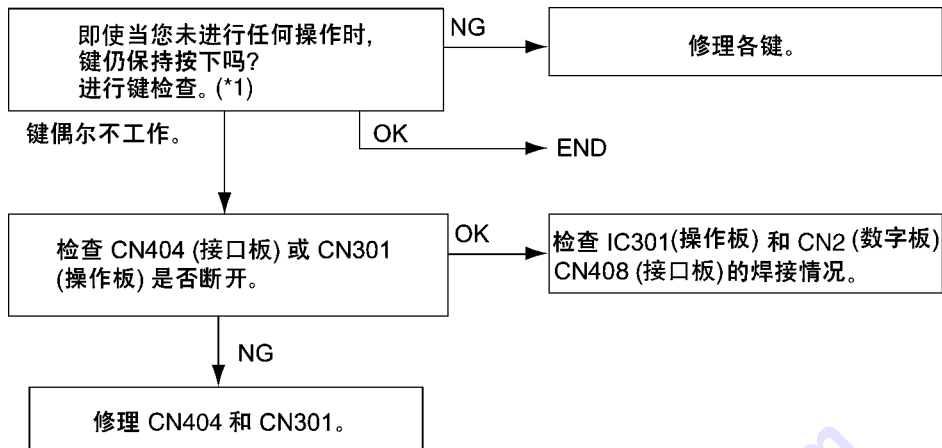 即使当您未进行任何操作时,
键仍保持按下吗?
进行键检查。(*1)
NG
修理各键。
键偶尔不工作。
OK
END
检查 CN404 (接口板) 或 CN301
(操作板) 是否断开。
OK
检查 IC301(操作板) 和 CN2 (数字板)
CN408 (接口板) 的焊接情况。
NG
修理 CN404 和 CN301。